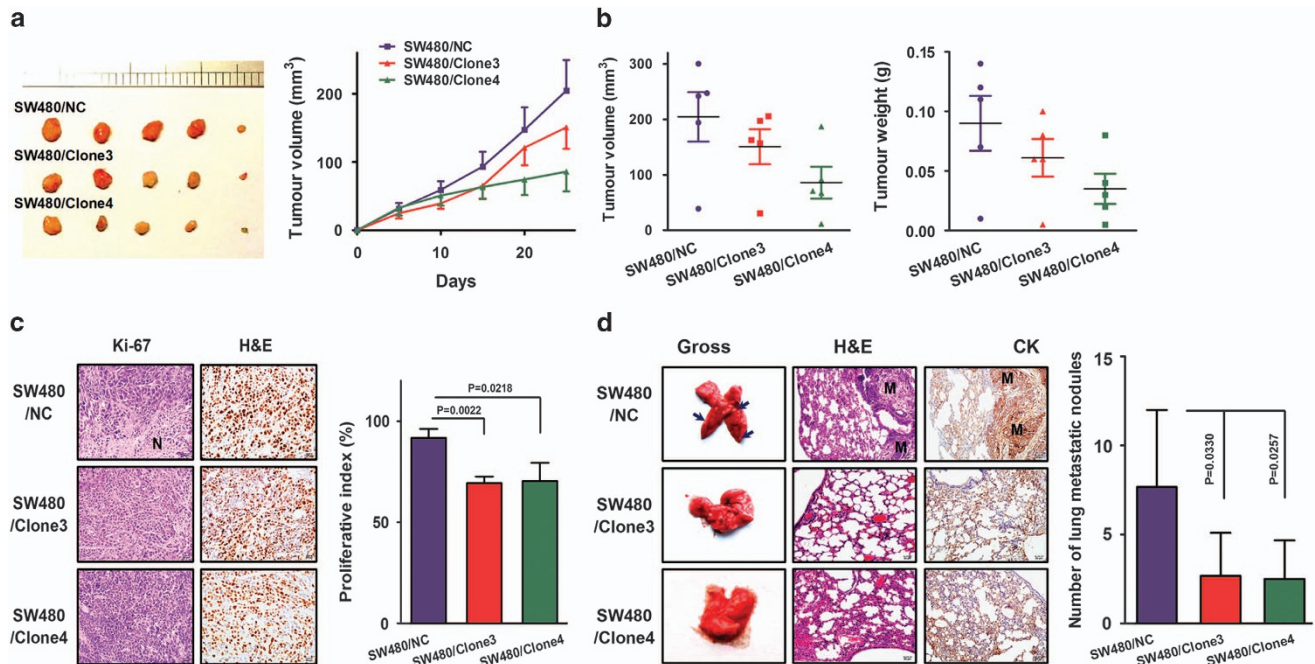 a
SW480/NC
SW480/Clone3
SW480/Clone4
Tumour volume (mm³)
200
100
0
0
10
20
Days
SW480/NC
SW480/Clone3
SW480/Clone4
b
Tumour volume (mm³)
300
200
100
0
SW480/NC
SW480/Clone3
SW480/Clone4
Tumour weight (g)
0.15
0.10
0.05
0.00
SW480/NC
SW480/Clone3
SW480/Clone4
c
Ki-67
H&E
SW480
/NC
N
SW480
/Clone3
SW480
/Clone4
Proliferative index (%)
100
50
0
P=0.0218
P=0.0022
SW480/NC
SW480/Clone3
SW480/Clone4
d
Gross
H&E
CK
SW480
/NC
M
M
M
M
SW480
/Clone3
SW480
/Clone4
Number of lung metastatic nodules
15
10
5
0
P=0.0330
P=0.0257
SW480/NC
SW480/Clone3
SW480/Clone4